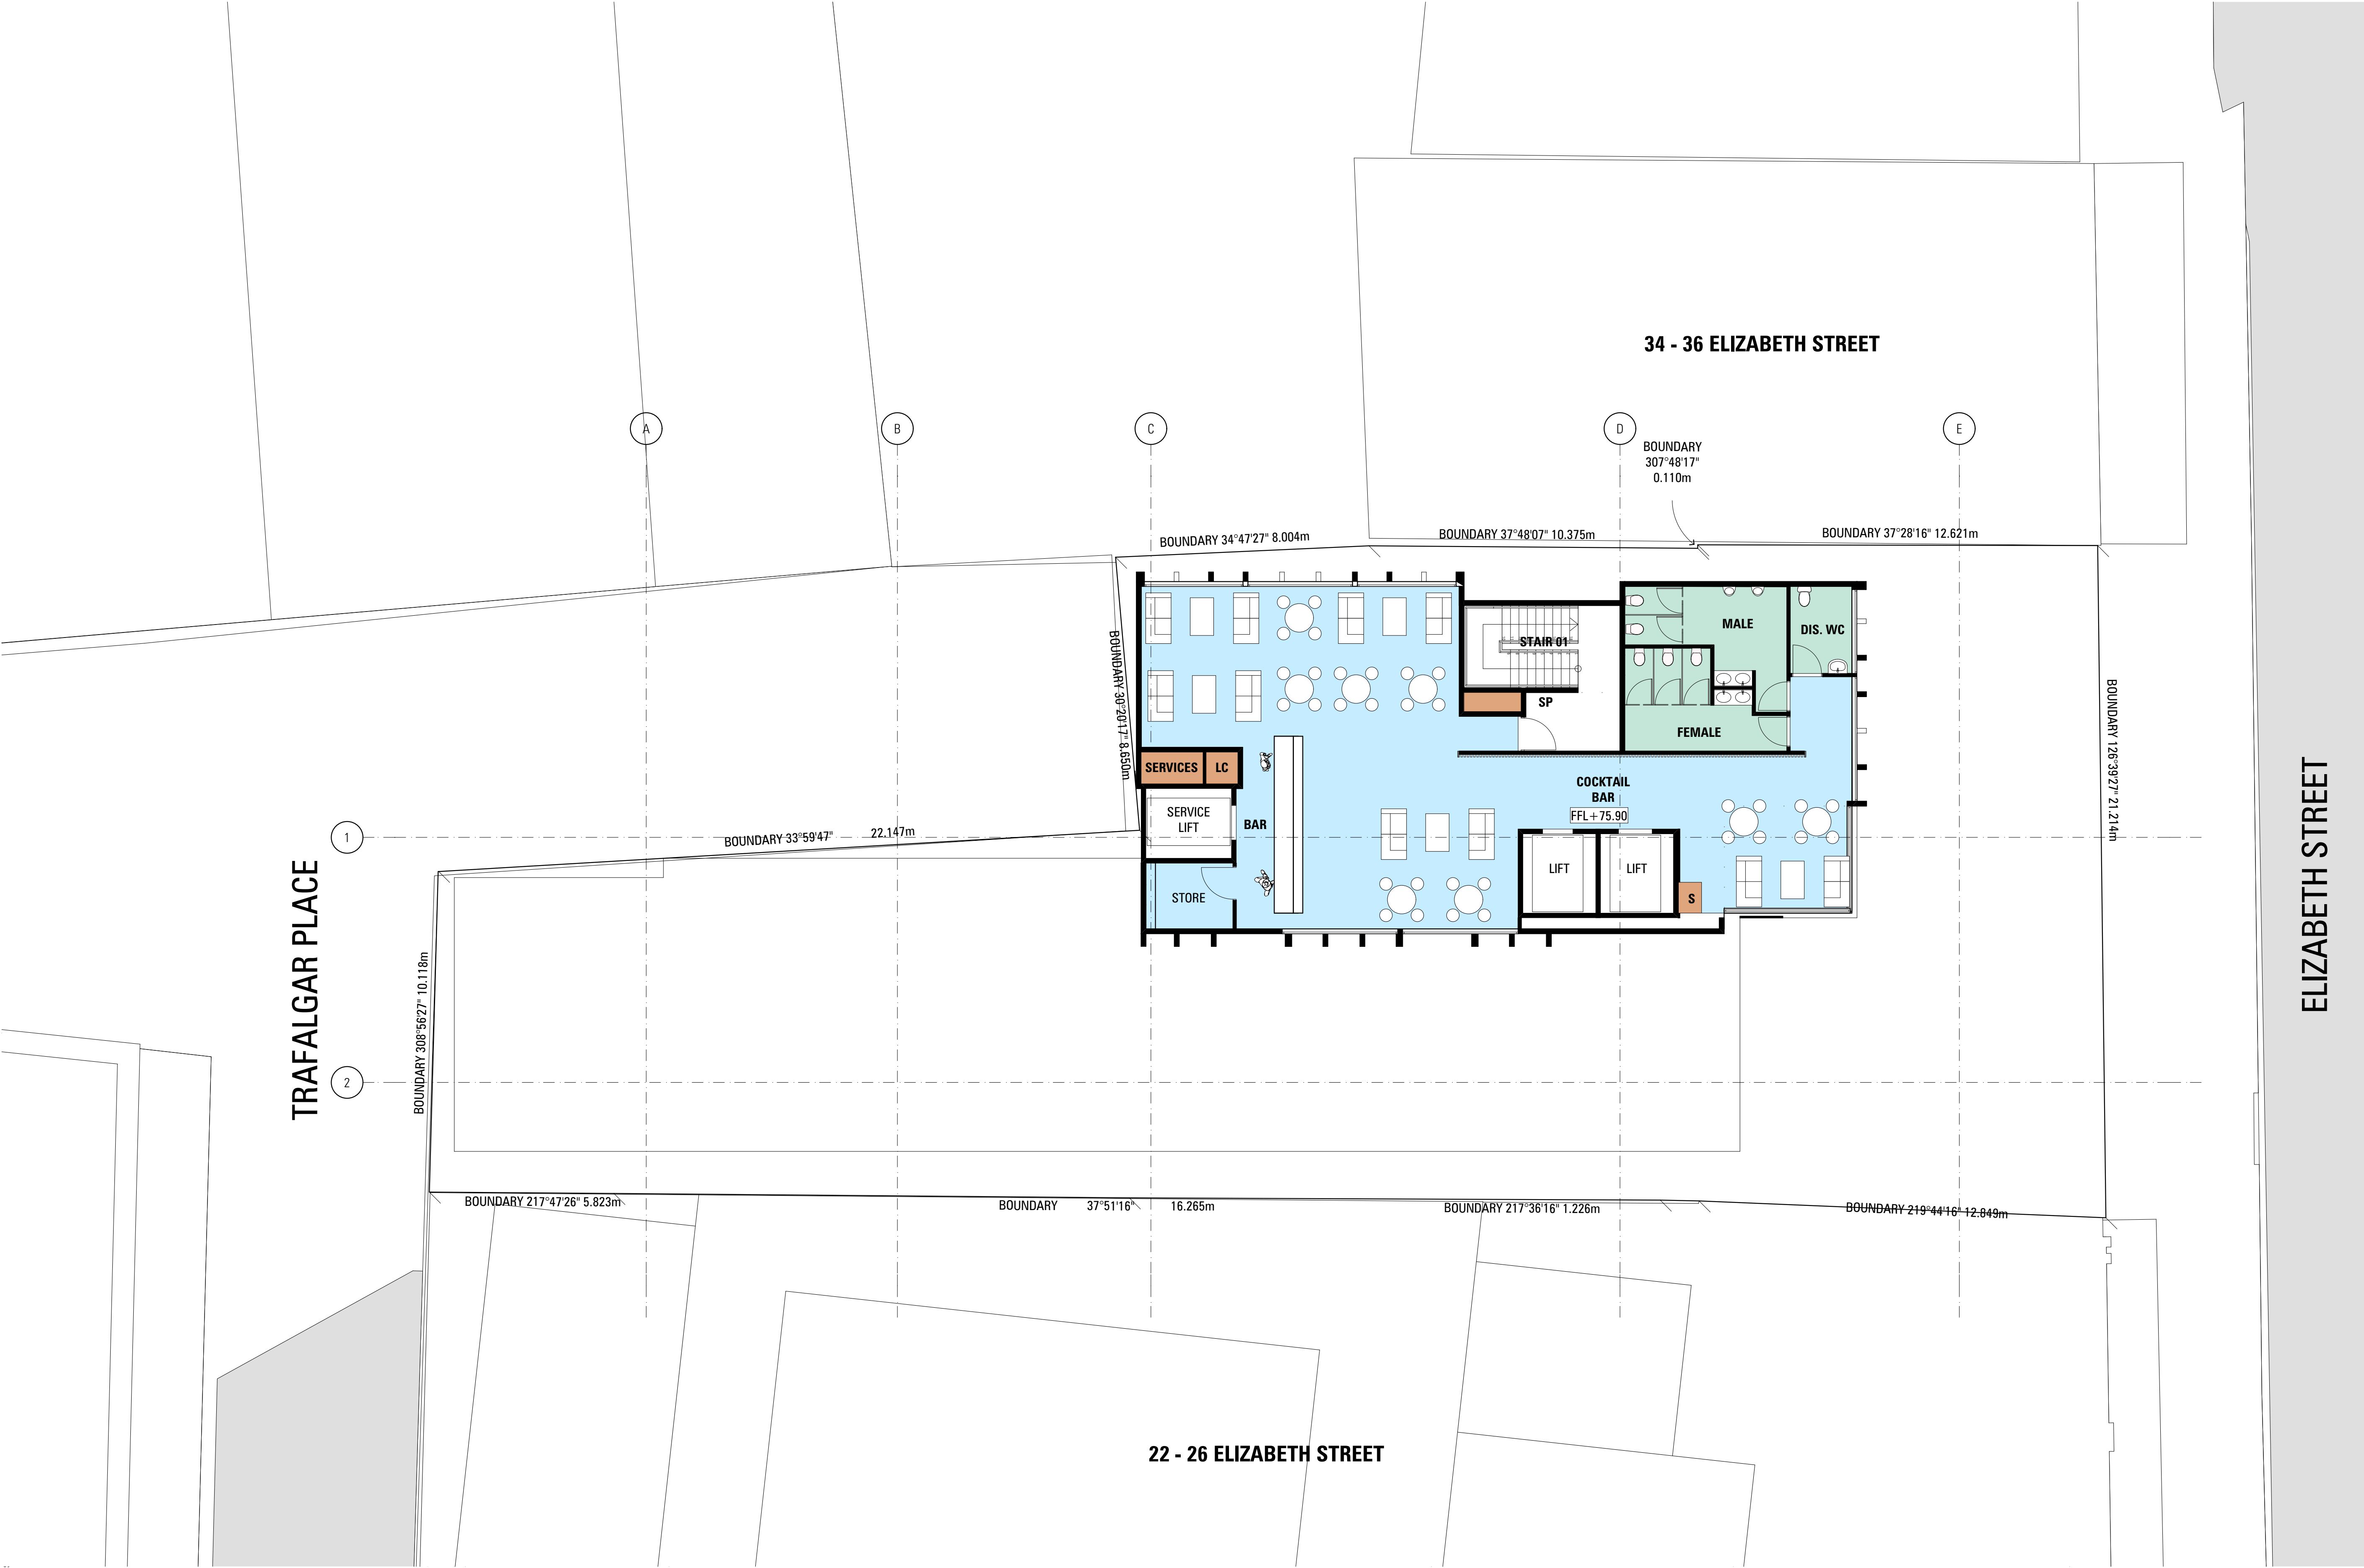 34 - 36 ELIZABETH STREET
A
B
C
D
E
BOUNDARY
307°48'17"
0.110m
BOUNDARY 34°47'27" 8.004m
BOUNDARY 37°48'07" 10.375m
BOUNDARY 37°28'16" 12.621m
BOUNDARY 30°20'17" 8.650m
STAIR 01
MALE
DIS. WC
SP
FEMALE
SERVICES
LC
COCKTAIL
BAR
FFL+75.90
SERVICE
LIFT
BAR
LIFT
LIFT
STORE
S
BOUNDARY 126°39'27" 21.214m
ELIZABETH STREET
1
BOUNDARY 33°59'47" 22.147m
TRAFALGAR PLACE
BOUNDARY 308°56'27" 10.118m
2
BOUNDARY 217°47'26" 5.823m
BOUNDARY 37°51'16" 16.265m
BOUNDARY 217°36'16" 1.226m
BOUNDARY 219°44'16" 12.849m
22 - 26 ELIZABETH STREET